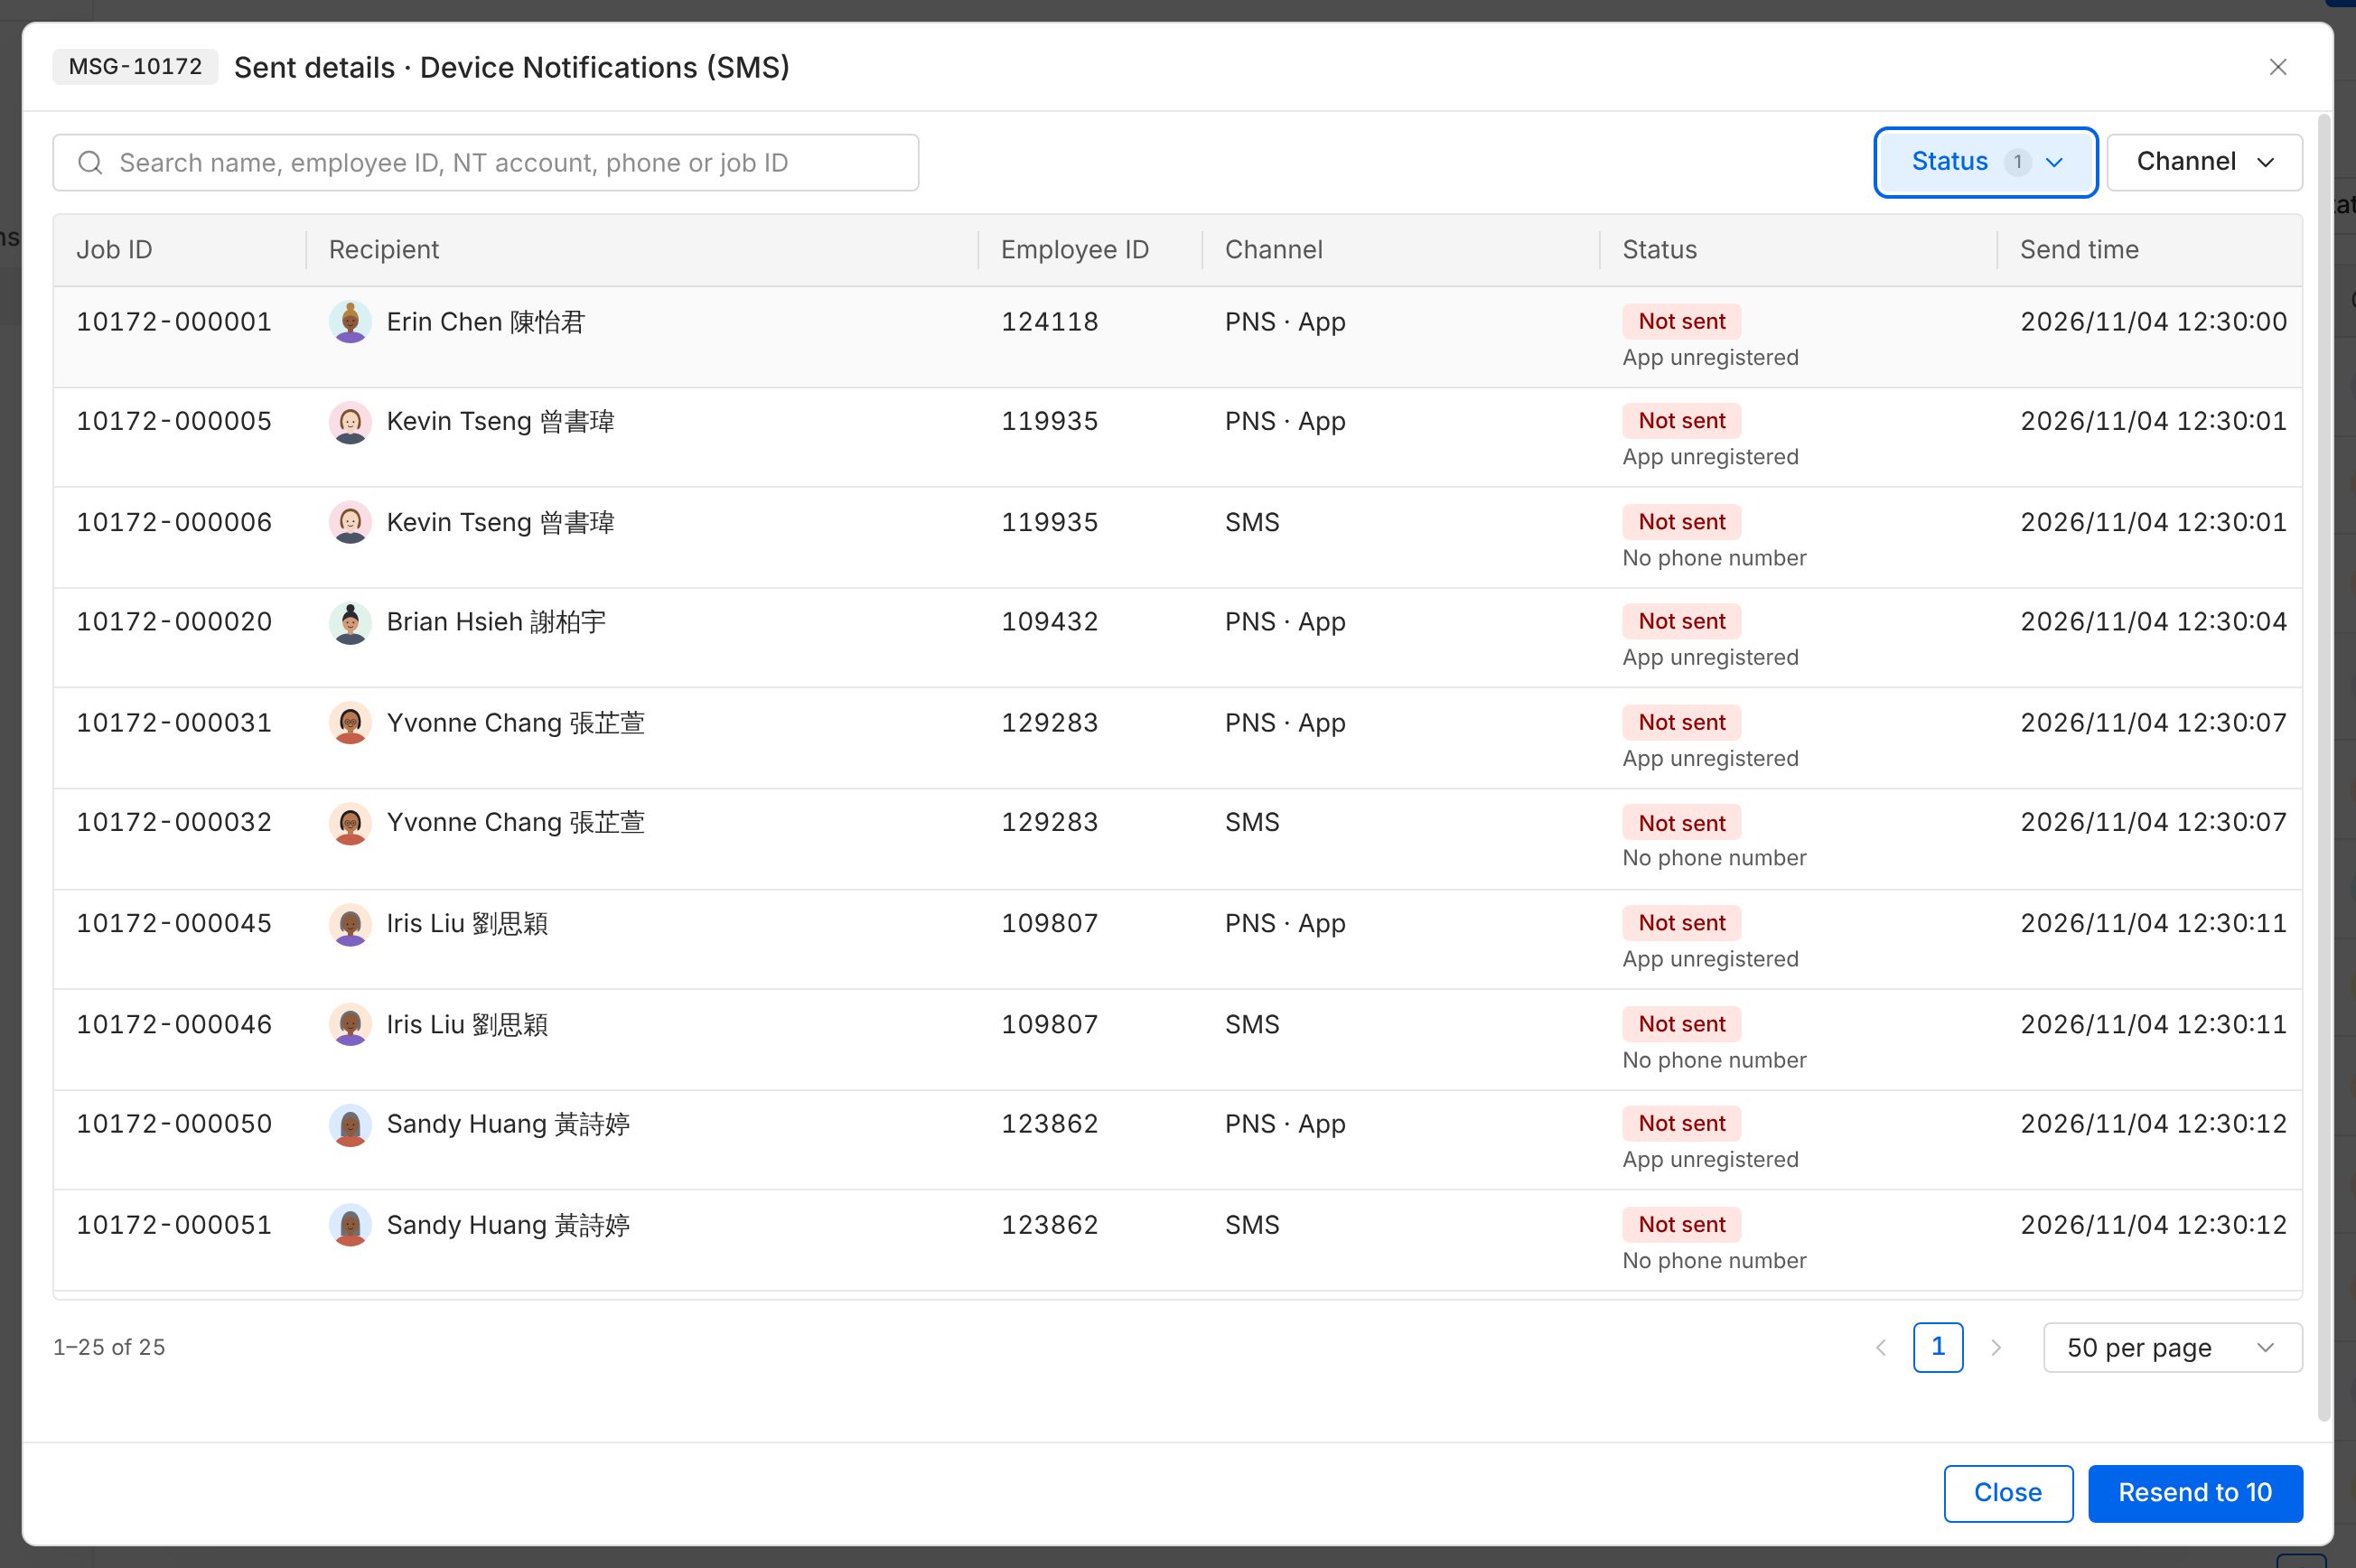 MSG-10172 Sent details · Device Notifications (SMS)
Search name, employee ID, NT account, phone or job ID
Status 1
Channel
Job ID Recipient Employee ID Channel Status Send time
10172-000001 Erin Chen 陳怡君 124118 PNS · App Not sent 2026/11/04 12:30:00
App unregistered
10172-000005 Kevin Tseng 曾書瑋 119935 PNS · App Not sent 2026/11/04 12:30:01
App unregistered
10172-000006 Kevin Tseng 曾書瑋 119935 SMS Not sent 2026/11/04 12:30:01
No phone number
10172-000020 Brian Hsieh 謝柏宇 109432 PNS · App Not sent 2026/11/04 12:30:04
App unregistered
10172-000031 Yvonne Chang 張芷萱 129283 PNS · App Not sent 2026/11/04 12:30:07
App unregistered
10172-000032 Yvonne Chang 張芷萱 129283 SMS Not sent 2026/11/04 12:30:07
No phone number
10172-000045 Iris Liu 劉思穎 109807 PNS · App Not sent 2026/11/04 12:30:11
App unregistered
10172-000046 Iris Liu 劉思穎 109807 SMS Not sent 2026/11/04 12:30:11
No phone number
10172-000050 Sandy Huang 黃詩婷 123862 PNS · App Not sent 2026/11/04 12:30:12
App unregistered
10172-000051 Sandy Huang 黃詩婷 123862 SMS Not sent 2026/11/04 12:30:12
No phone number
1–25 of 25
1
50 per page
Close
Resend to 10